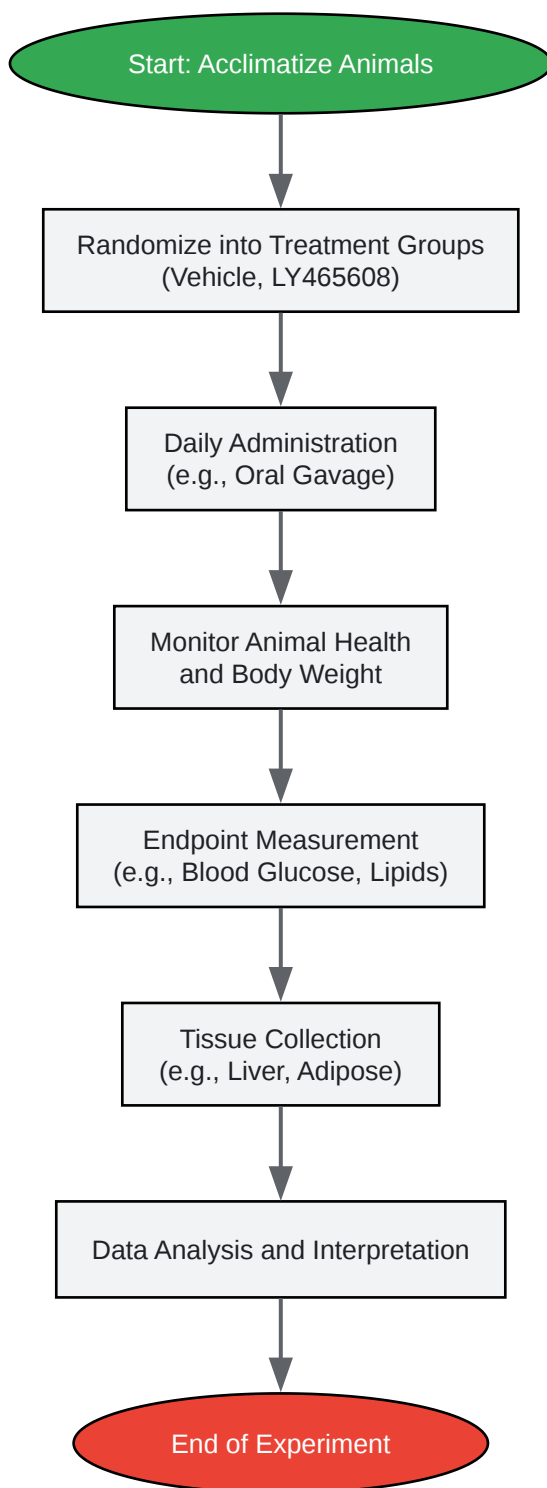 Start: Acclimatize Animals
Randomize into Treatment Groups
(Vehicle, LY465608)
Daily Administration
(e.g., Oral Gavage)
Monitor Animal Health
and Body Weight
Endpoint Measurement
(e.g., Blood Glucose, Lipids)
Tissue Collection
(e.g., Liver, Adipose)
Data Analysis and Interpretation
End of Experiment